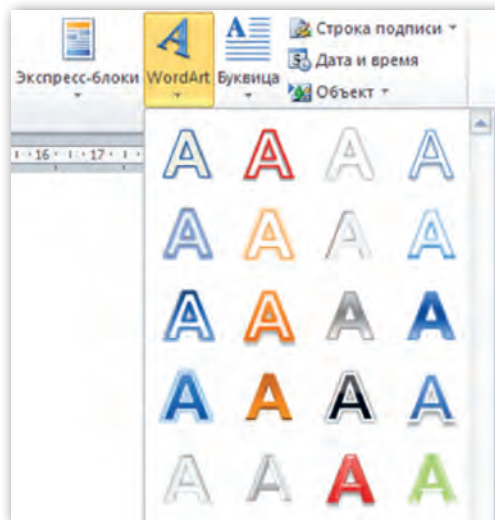 Строка подписи
Дата и время
Объект
Экспресс-блоки WordArt Буквица
16 17
A A A A
A A A A
A A A A
A A A A
A A A A